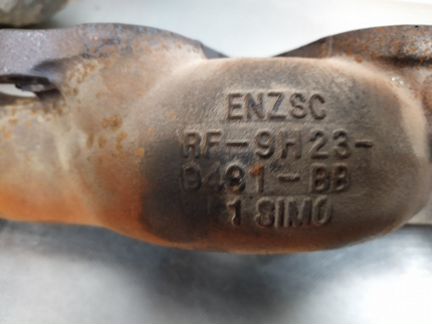 ENZSC
RF-9H23-
9431-BB
1 SIMO